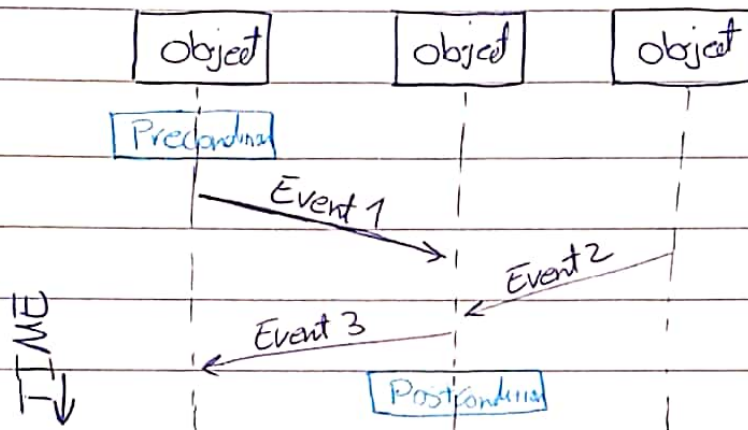 Object Object Object
Precondition
Event 1
Event 2
Event 3
TIME
Postcondition